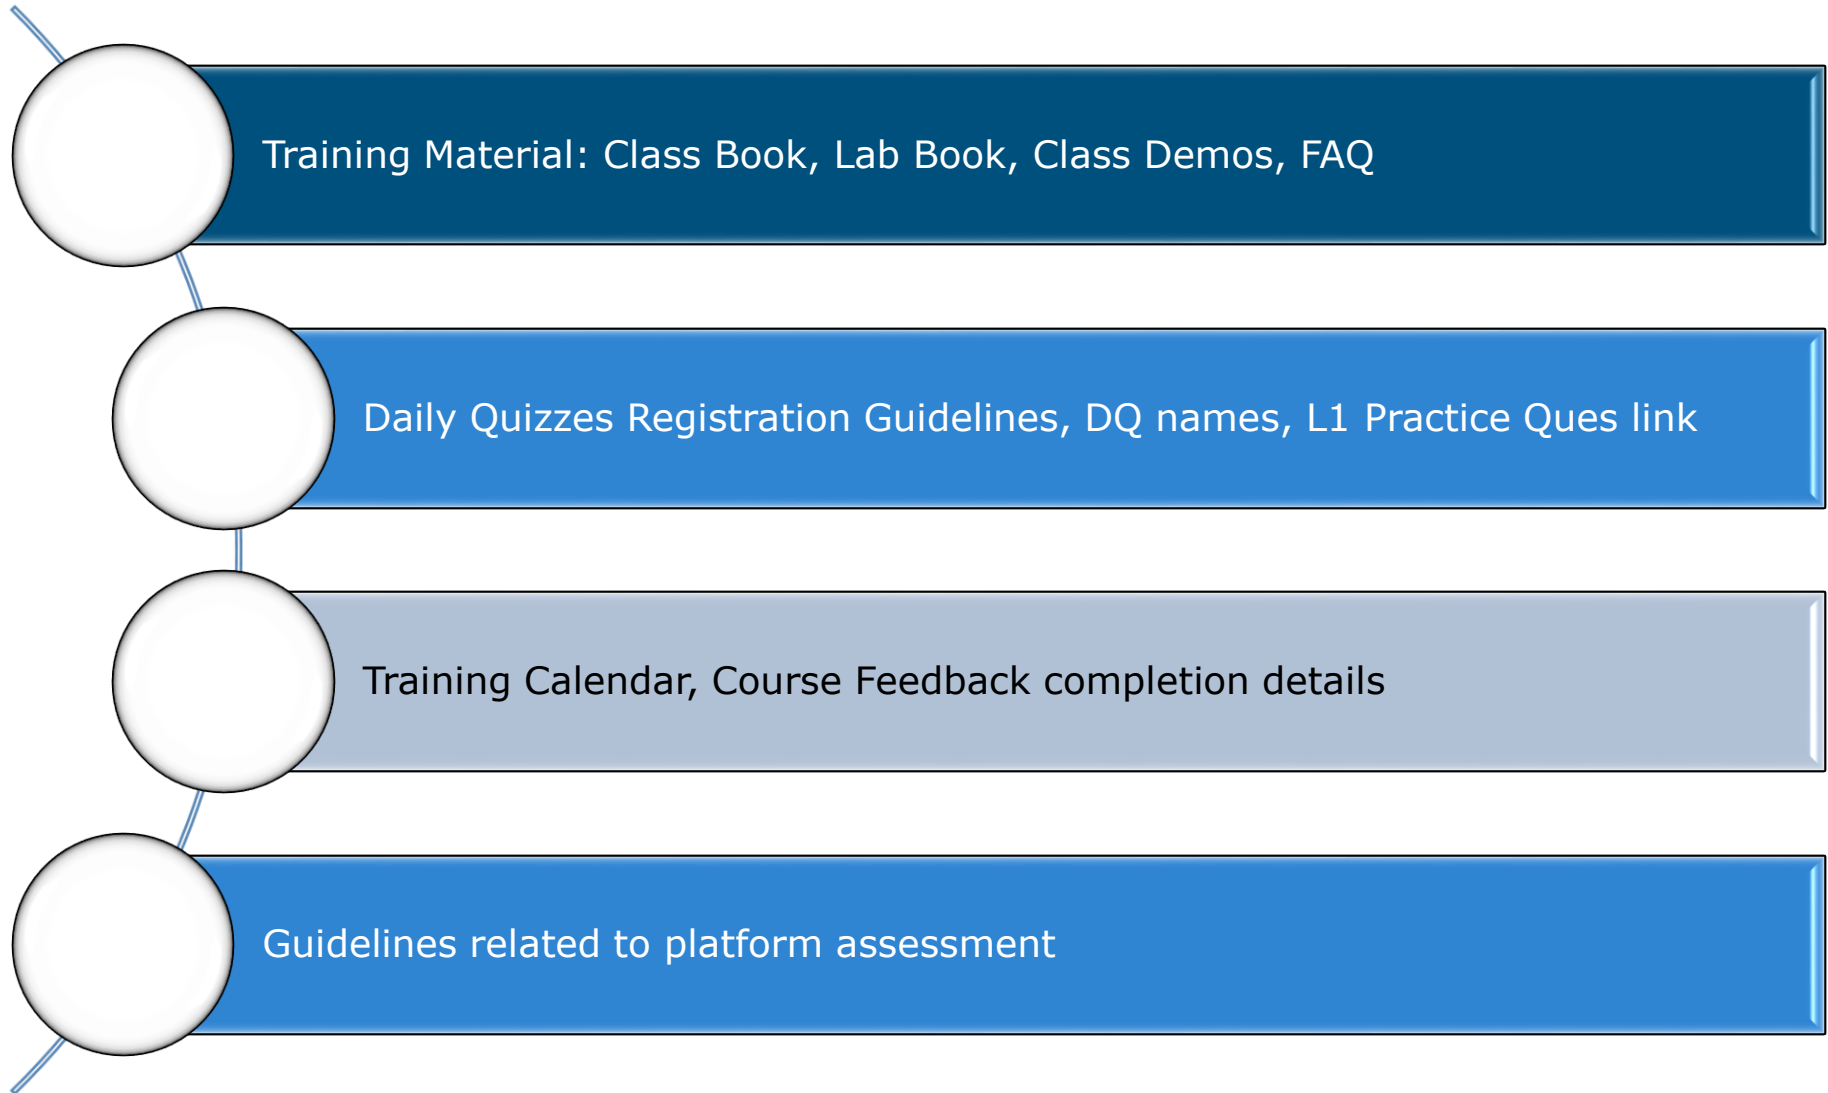 Training Material: Class Book, Lab Book, Class Demos, FAQ
Daily Quizzes Registration Guidelines, DQ names, L1 Practice Ques link
Training Calendar, Course Feedback completion details
Guidelines related to platform assessment